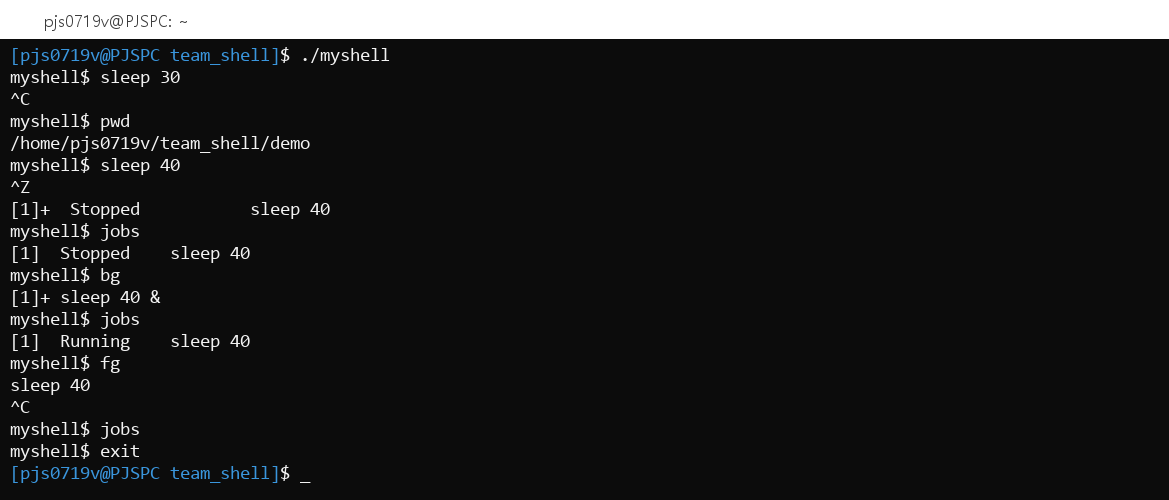 pjs0719v@PJSPC: ~
[pjs0719v@PJSPC team_shell]$ ./myshell
myshell$ sleep 30
^C
myshell$ pwd
/home/pjs0719v/team_shell/demo
myshell$ sleep 40
^Z
[1]+  Stopped           sleep 40
myshell$ jobs
[1]  Running    sleep 40
myshell$ bg
[1]+ sleep 40 &
myshell$ jobs
[1]  Running    sleep 40
myshell$ fg
sleep 40
^C
myshell$ jobs
myshell$ exit
[pjs0719v@PJSPC team_shell]$ _